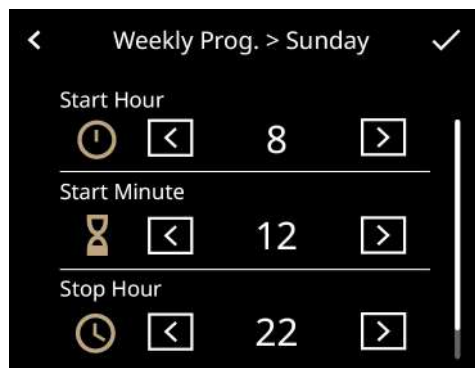 Weekly Prog. > Sunday
Start Hour
8
Start Minute
12
Stop Hour
22